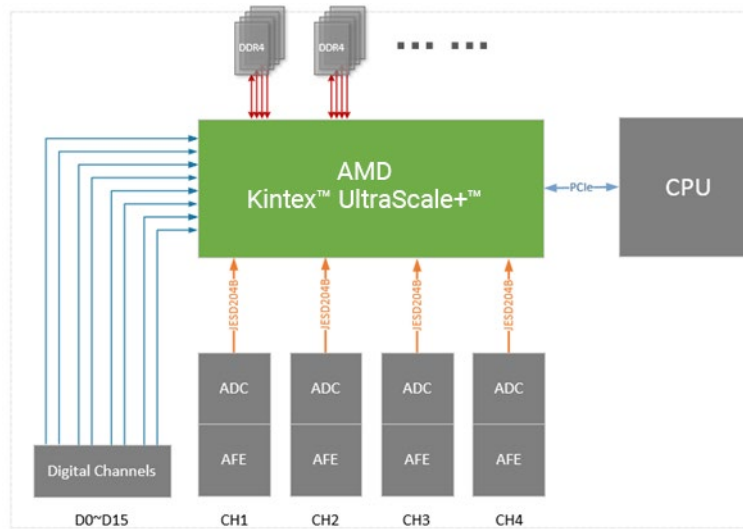 DDR4
DDR4
AMD
Kintex™ UltraScale+™
PCIe
CPU
JESD204B
JESD204B
JESD204B
JESD204B
ADC
ADC
ADC
ADC
AFE
AFE
AFE
AFE
Digital Channels
D0~D15
CH1
CH2
CH3
CH4